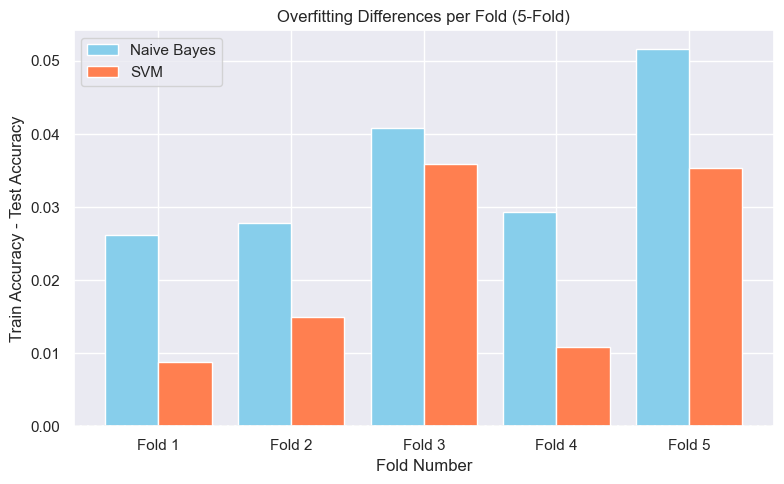 Overfitting Differences per Fold (5-Fold)
Naive Bayes
SVM
Train Accuracy - Test Accuracy
0.05
0.04
0.03
0.02
0.01
0.00
Fold 1
Fold 2
Fold 3
Fold 4
Fold 5
Fold Number